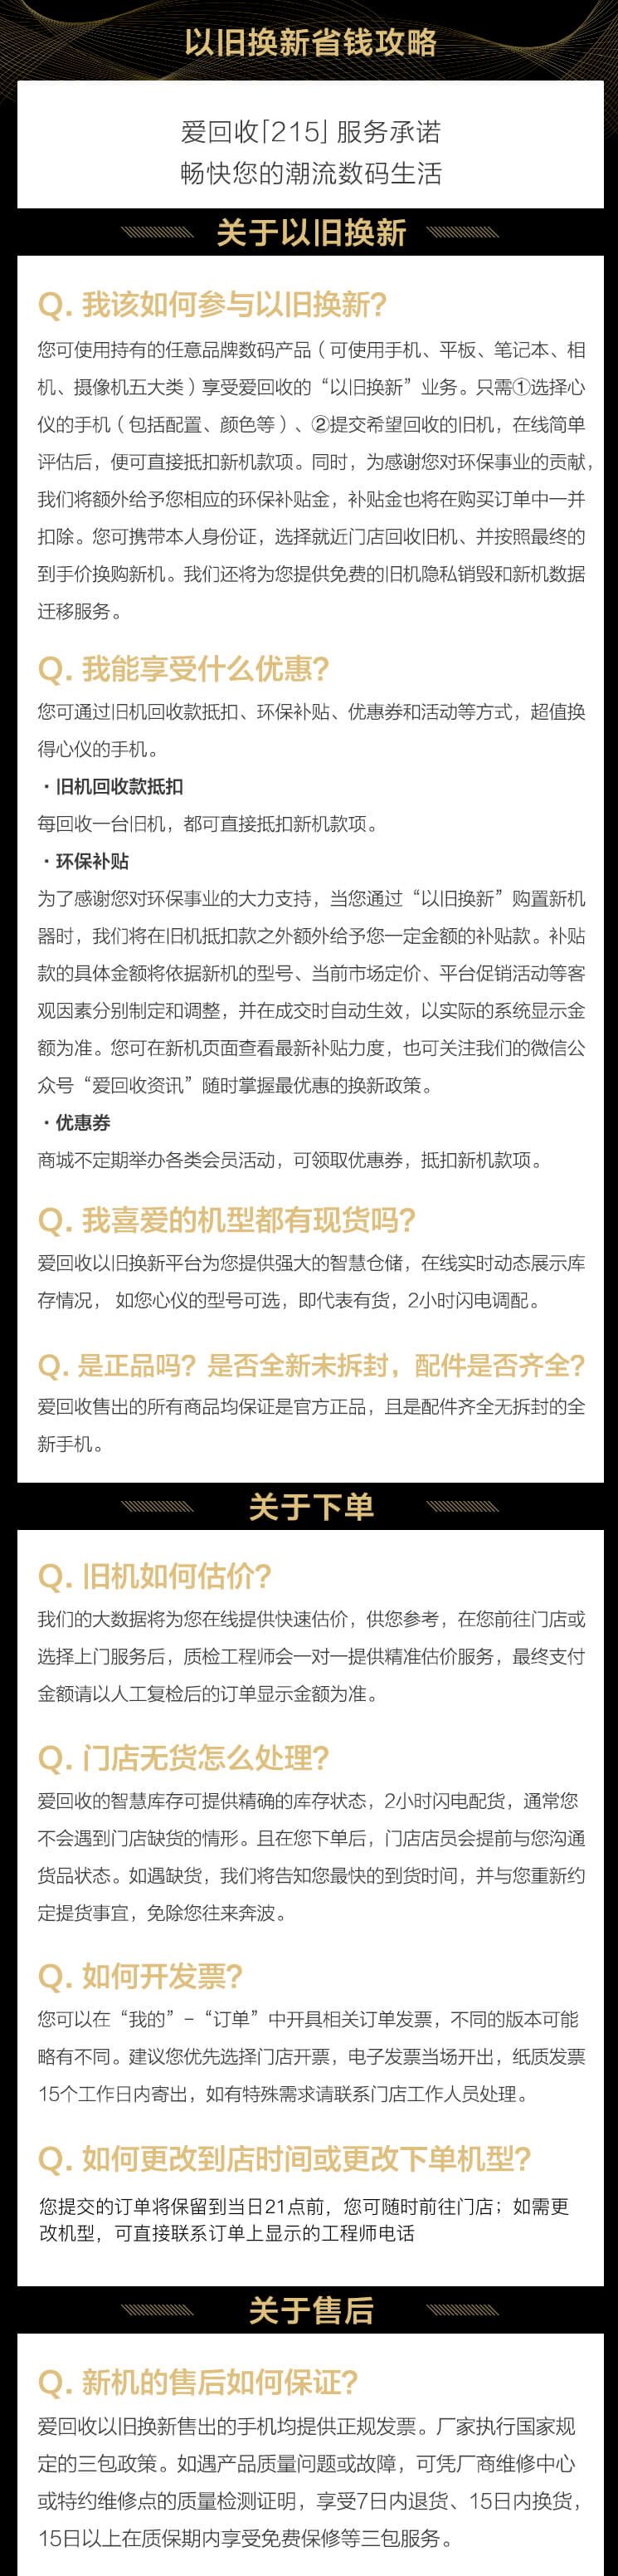 以旧换新省钱攻略
爱回收「215」服务承诺
畅快您的潮流数码生活
关于以旧换新
Q. 我该如何参与以旧换新?
您可使用持有的任意品牌数码产品（可使用手机、平板、笔记本、相
机、摄像机五大类）享受爱回收的“以旧换新”业务。只需①选择心
仪的手机（包括配置、颜色等）、②提交希望回收的旧机，在线简单
评估后，便可直接抵扣新机款项。同时，为感谢您对环保事业的贡献，
我们将额外给予您相应的环保补贴金，补贴金也将在购买订单中一并
扣除。您可携带本人身份证，选择就近门店回收旧机、并按照最终的
到手价换购新机。我们还将为您提供免费的旧机隐私销毁和新机数据
迁移服务。
Q. 我能享受什么优惠?
您可通过旧机回收款抵扣、环保补贴、优惠券和活动等方式，超值换
得心仪的手机。
·旧机回收款抵扣
每回收一台旧机，都可直接抵扣新机款项。
·环保补贴
为了感谢您对环保事业的大力支持，当您通过“以旧换新”购置新机
器时，我们将在旧机抵扣款之外额外给予您一定金额的补贴款。补贴
款的具体金额将依据新机的型号、当前市场定价、平台促销活动等客
观因素分别制定和调整，并在成交时自动生效，以实际的系统显示金
额为准。您可在新机页面查看最新补贴力度，也可关注我们的微信公
众号“爱回收资讯”随时掌握最优惠的换新政策。
·优惠券
商城不定期举办各类会员活动，可领取优惠券，抵扣新机款项。
Q. 我喜爱的机型都有现货吗?
爱回收以旧换新平台为您提供强大的智慧仓储，在线实时动态展示库
存情况， 如您心仪的型号可选，即代表有货，2小时闪电调配。
Q. 是正品吗? 是否全新未拆封，配件是否齐全?
爱回收售出的所有商品均保证是官方正品，且是配件齐全无拆封的全
新手机。
关于下单
Q. 旧机如何估价?
我们的大数据将为您在线提供快速估价，供您参考，在您前往门店或
选择上门服务后，质检工程师会一对一提供精准估价服务，最终支付
金额请以人工复检后的订单显示金额为准。
Q. 门店无货怎么处理?
爱回收的智慧库存可提供精确的库存状态，2小时闪电配货，通常您
不会遇到门店缺货的情形。且在您下单后，门店店员会提前与您沟通
货品状态。如遇缺货，我们将告知您最快的到货时间，并与您重新约
定提货事宜，免除您往来奔波。
Q. 如何开发票?
您可以在“我的”-“订单”中开具相关订单发票，不同的版本可能
略有不同。建议您优先选择门店开票，电子发票当场开出，纸质发票
15个工作日内寄出，如有特殊需求请联系门店工作人员处理。
Q. 如何更改到店时间或更改下单机型?
您提交的订单将保留到当日21点前，您可随时前往门店；如需更
改机型，可直接联系订单上显示的工程师电话
关于售后
Q. 新机的售后如何保证?
爱回收以旧换新售出的手机均提供正规发票。厂家执行国家规
定的三包政策。如遇产品质量问题或故障，可凭厂商维修中心
或特约维修点的质量检测证明，享受7日内退货、15日内换货，
15日以上在质保期内享受免费保修等三包服务。